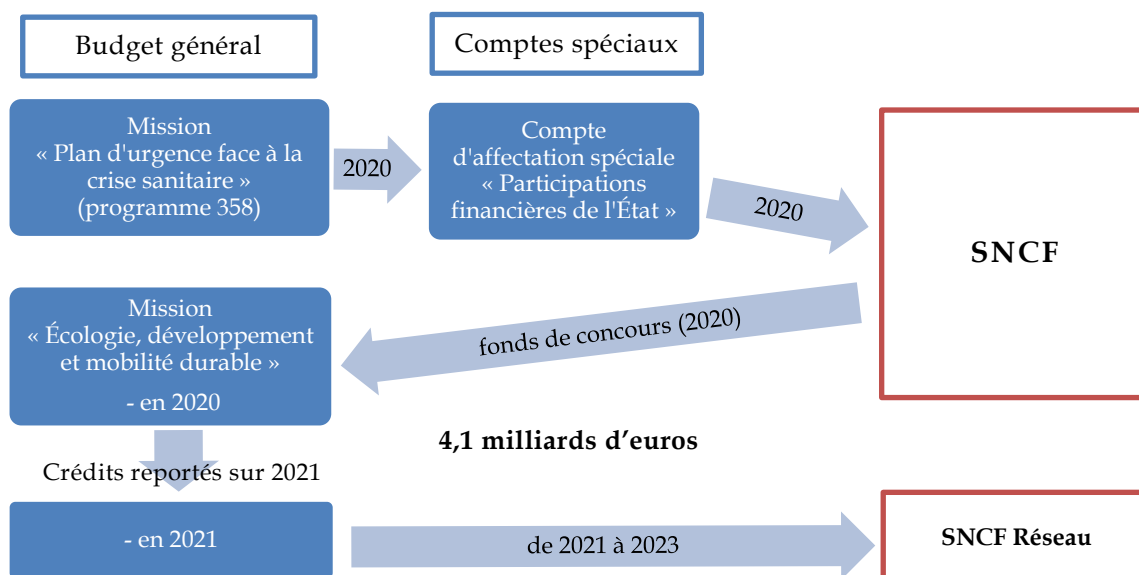 Budget général
Comptes spéciaux
Mission
« Plan d'urgence face à la
crise sanitaire »
(programme 358)
2020
Compte
d'affectation spéciale
« Participations
financières de l'État »
2020
SNCF
Mission
« Écologie, développement
et mobilité durable »
- en 2020
fonds de concours (2020)
4,1 milliards d’euros
Crédits reportés sur 2021
- en 2021
de 2021 à 2023
SNCF Réseau